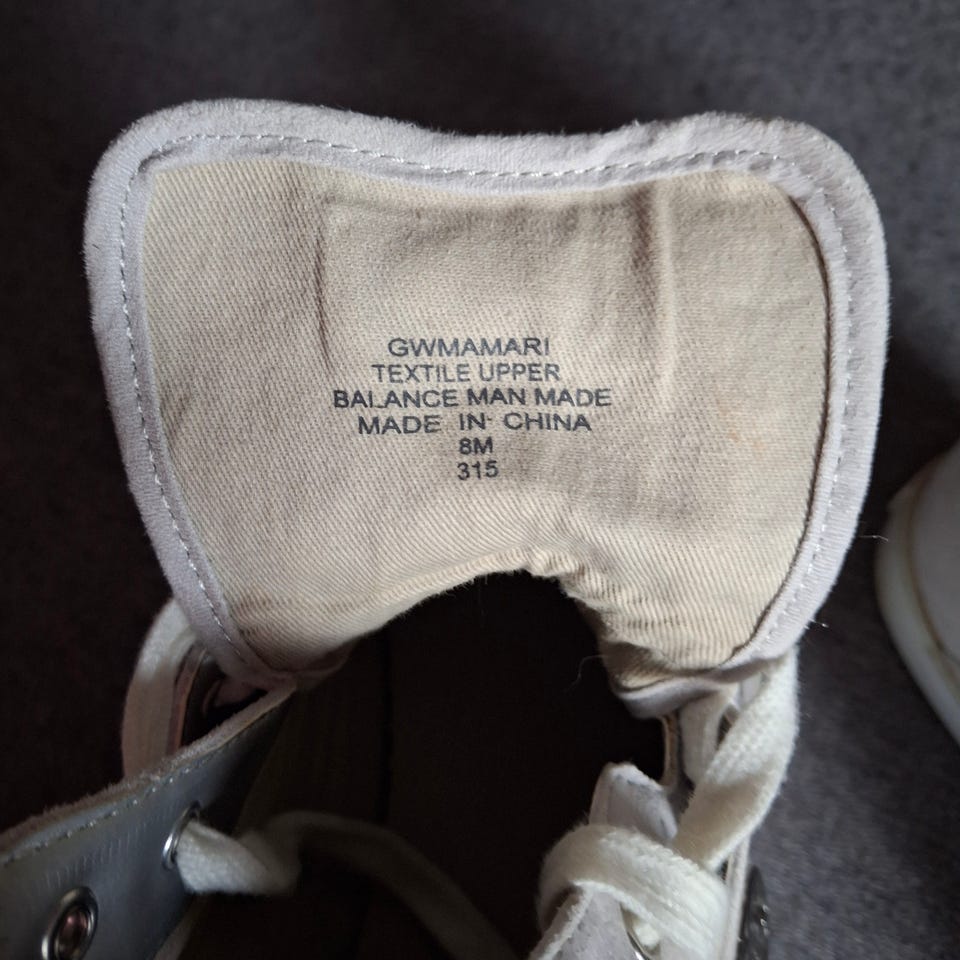 GWMAMARI
TEXTILE UPPER
BALANCE MAN MADE
MADE IN CHINA
8M
315